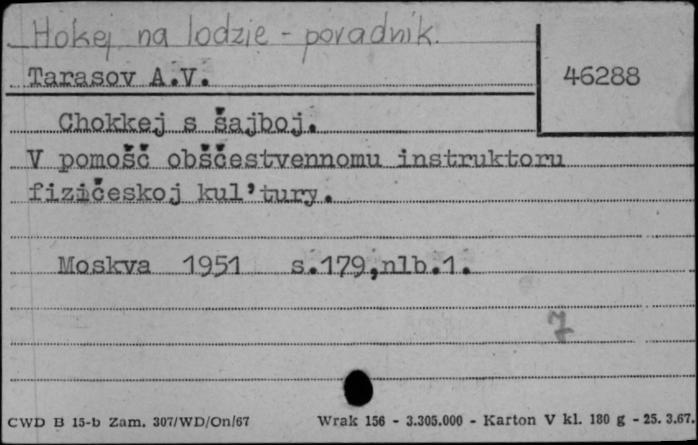 Hokej na lodzie - poradnik.
Tarasov A.V.
46288
Chokkej s šajboj.
V pomošč obščestvennomu instruktoru
fizičeskoj kul'tury.
Moskva 1951 s.179,nlb.1.
7
CWD B 15-b Zam. 307/WD/On/67 Wrak 156 - 3.305.000 - Karton V kl. 180 g - 25.3.67.